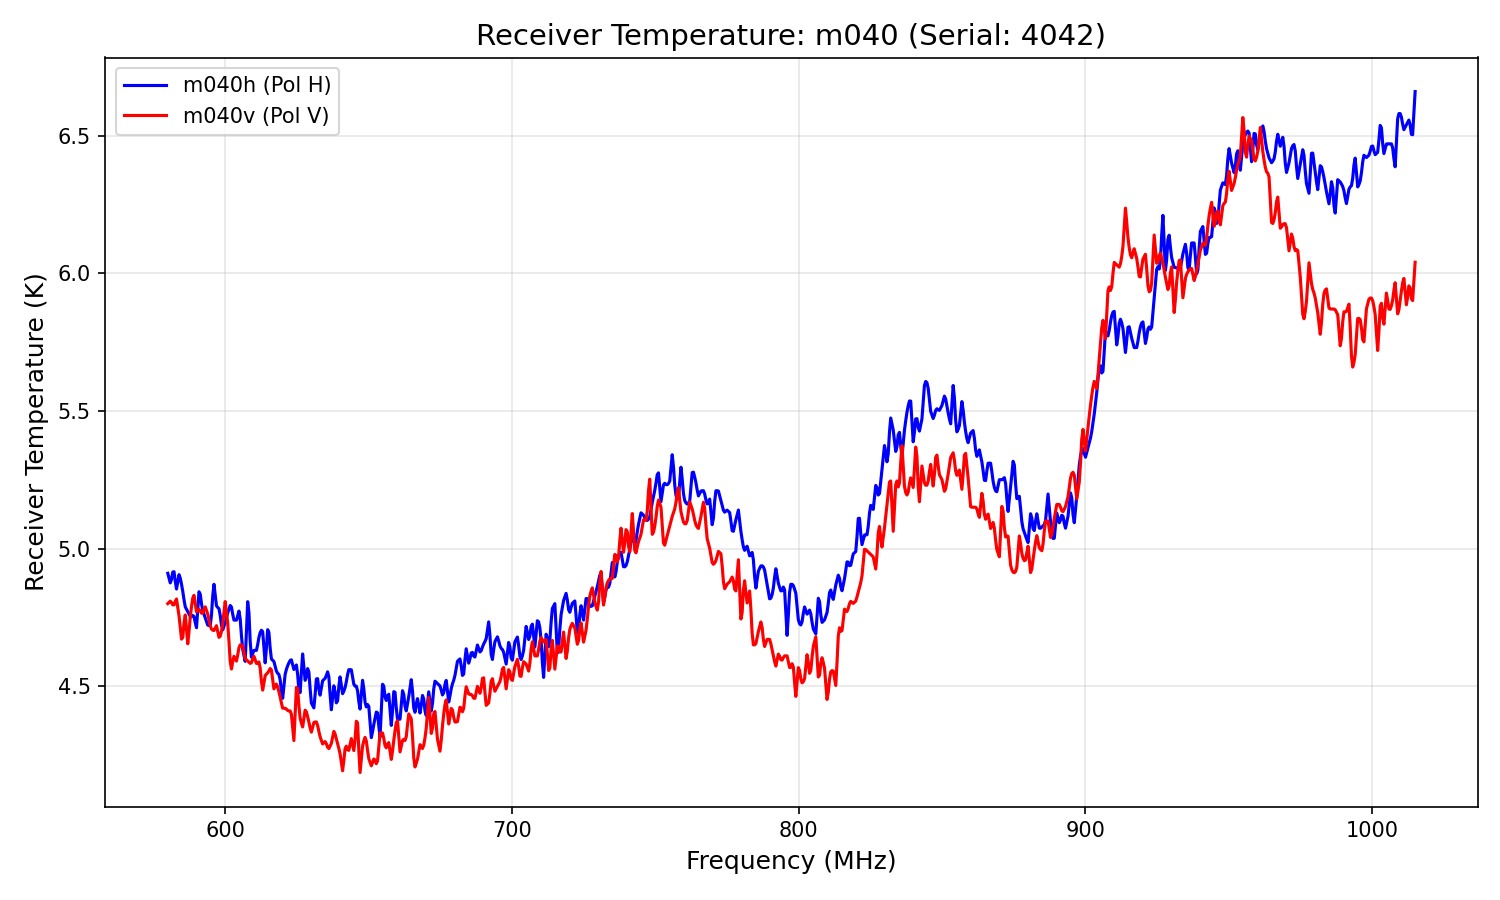 Receiver Temperature: m040 (Serial: 4042)
m040h (Pol H)
m040v (Pol V)
Receiver Temperature (K)
6.5
6.0
5.5
5.0
4.5
600
700
800
900
1000
Frequency (MHz)